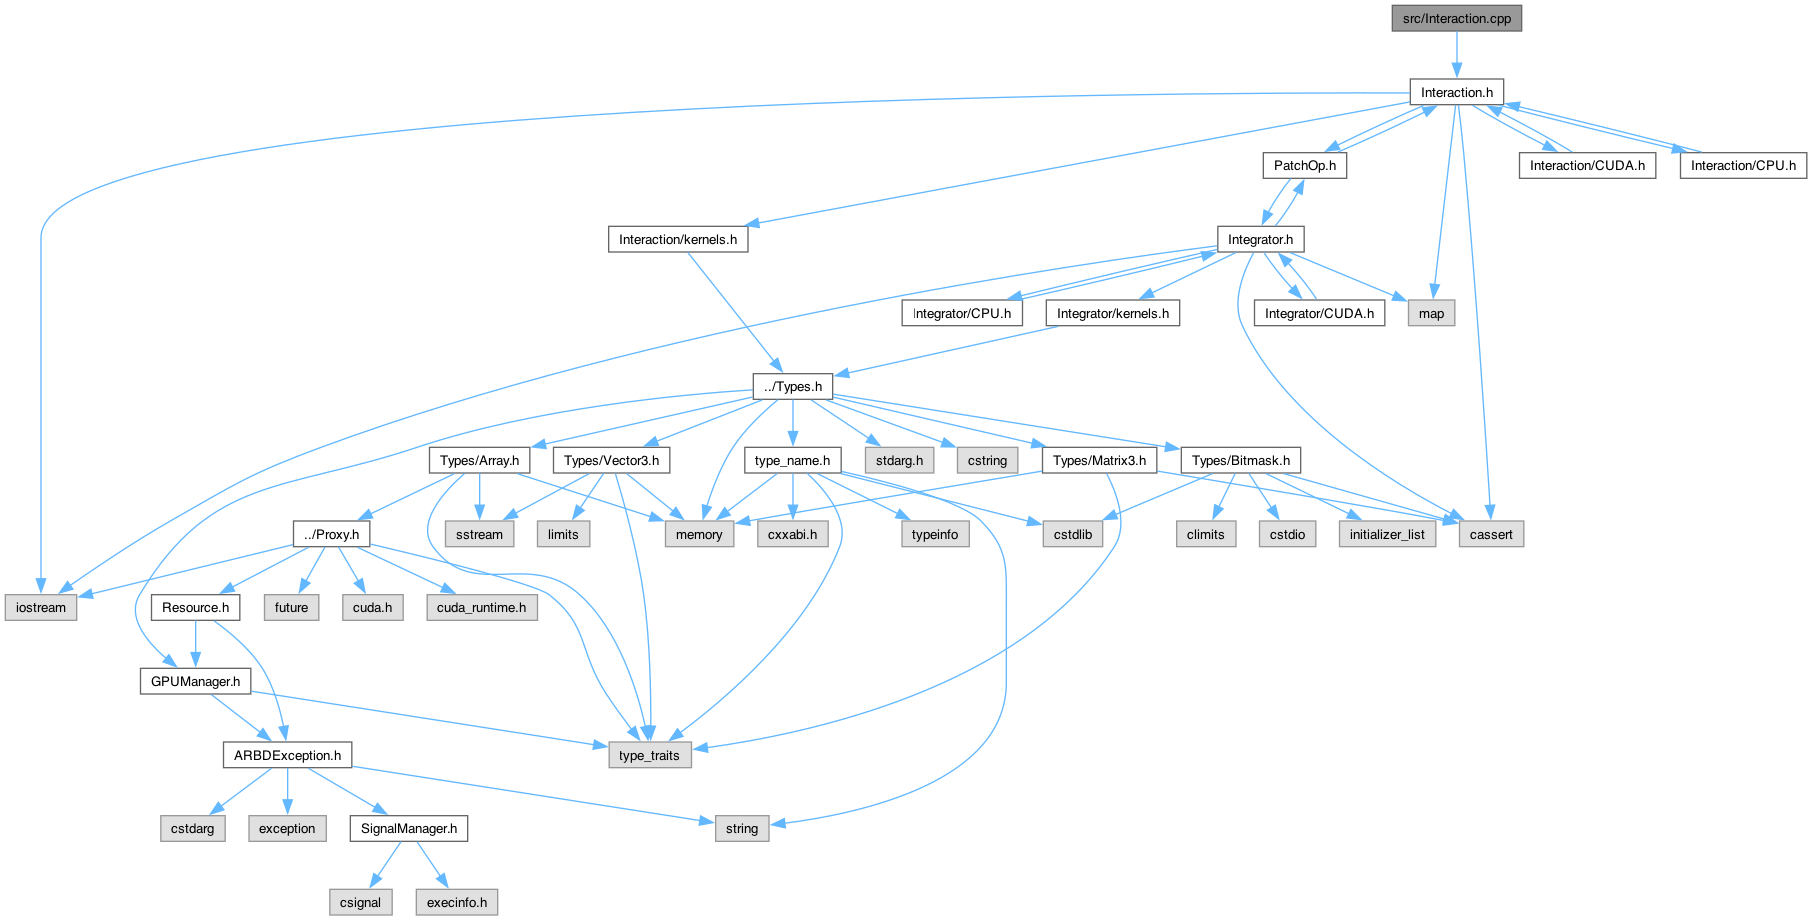 src/Interaction.cpp
Interaction.h
PatchOp.h
Interaction/CUDA.h
Interaction/CPU.h
Interaction/kernels.h
Integrator.h
Integrator/CPU.h
Integrator/kernels.h
Integrator/CUDA.h
map
../Types.h
Types/Array.h
Types/Vector3.h
type_name.h
stdarg.h
cstring
Types/Matrix3.h
Types/Bitmask.h
../Proxy.h
sstream
limits
memory
cxxabi.h
typeinfo
cstdlib
climits
cstdio
initializer_list
cassert
iostream
Resource.h
future
cuda.h
cuda_runtime.h
GPUManager.h
ARBDException.h
type_traits
cstdarg
exception
SignalManager.h
string
csignal
execinfo.h